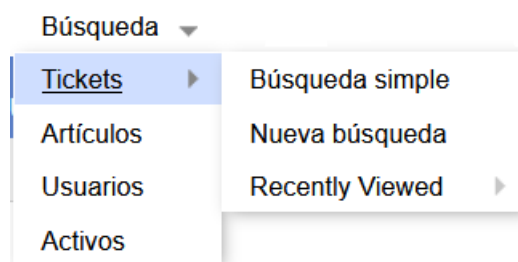 Búsqueda
Tickets
Búsqueda simple
Artículos
Nueva búsqueda
Usuarios
Recently Viewed
Activos